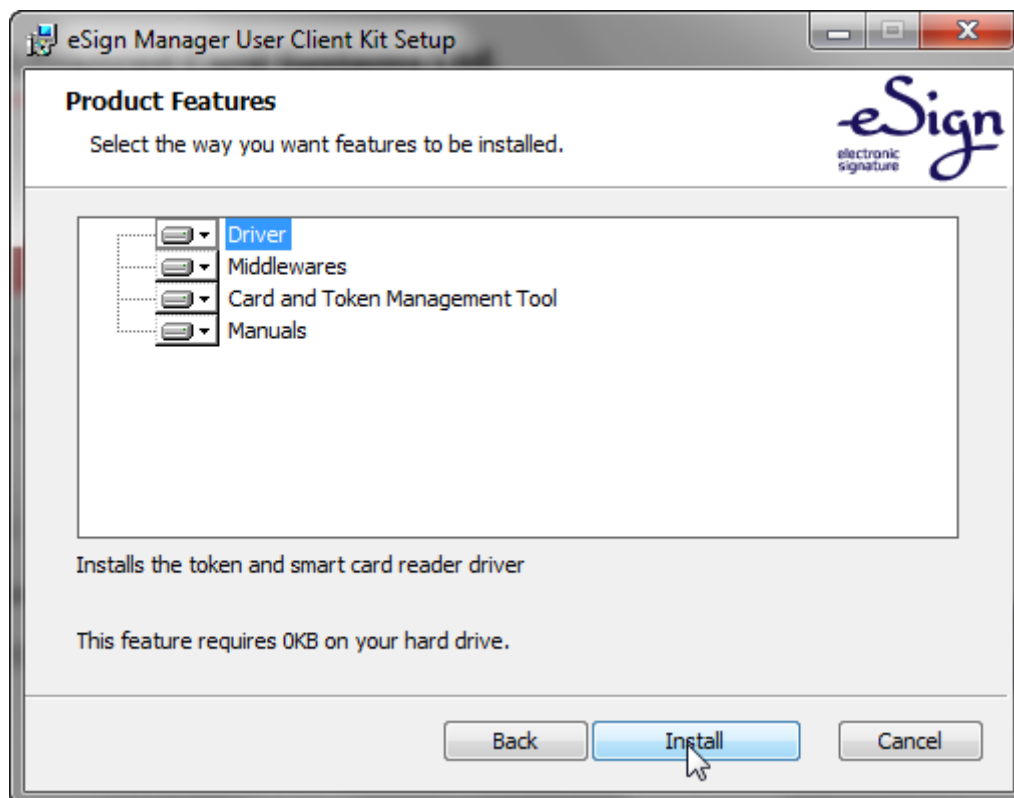 eSign Manager User Client Kit Setup
Product Features
Select the way you want features to be installed.
eSign
electronic
signature
Driver
Middlewares
Card and Token Management Tool
Manuals
Installs the token and smart card reader driver
This feature requires 0KB on your hard drive.
Back
Install
Cancel